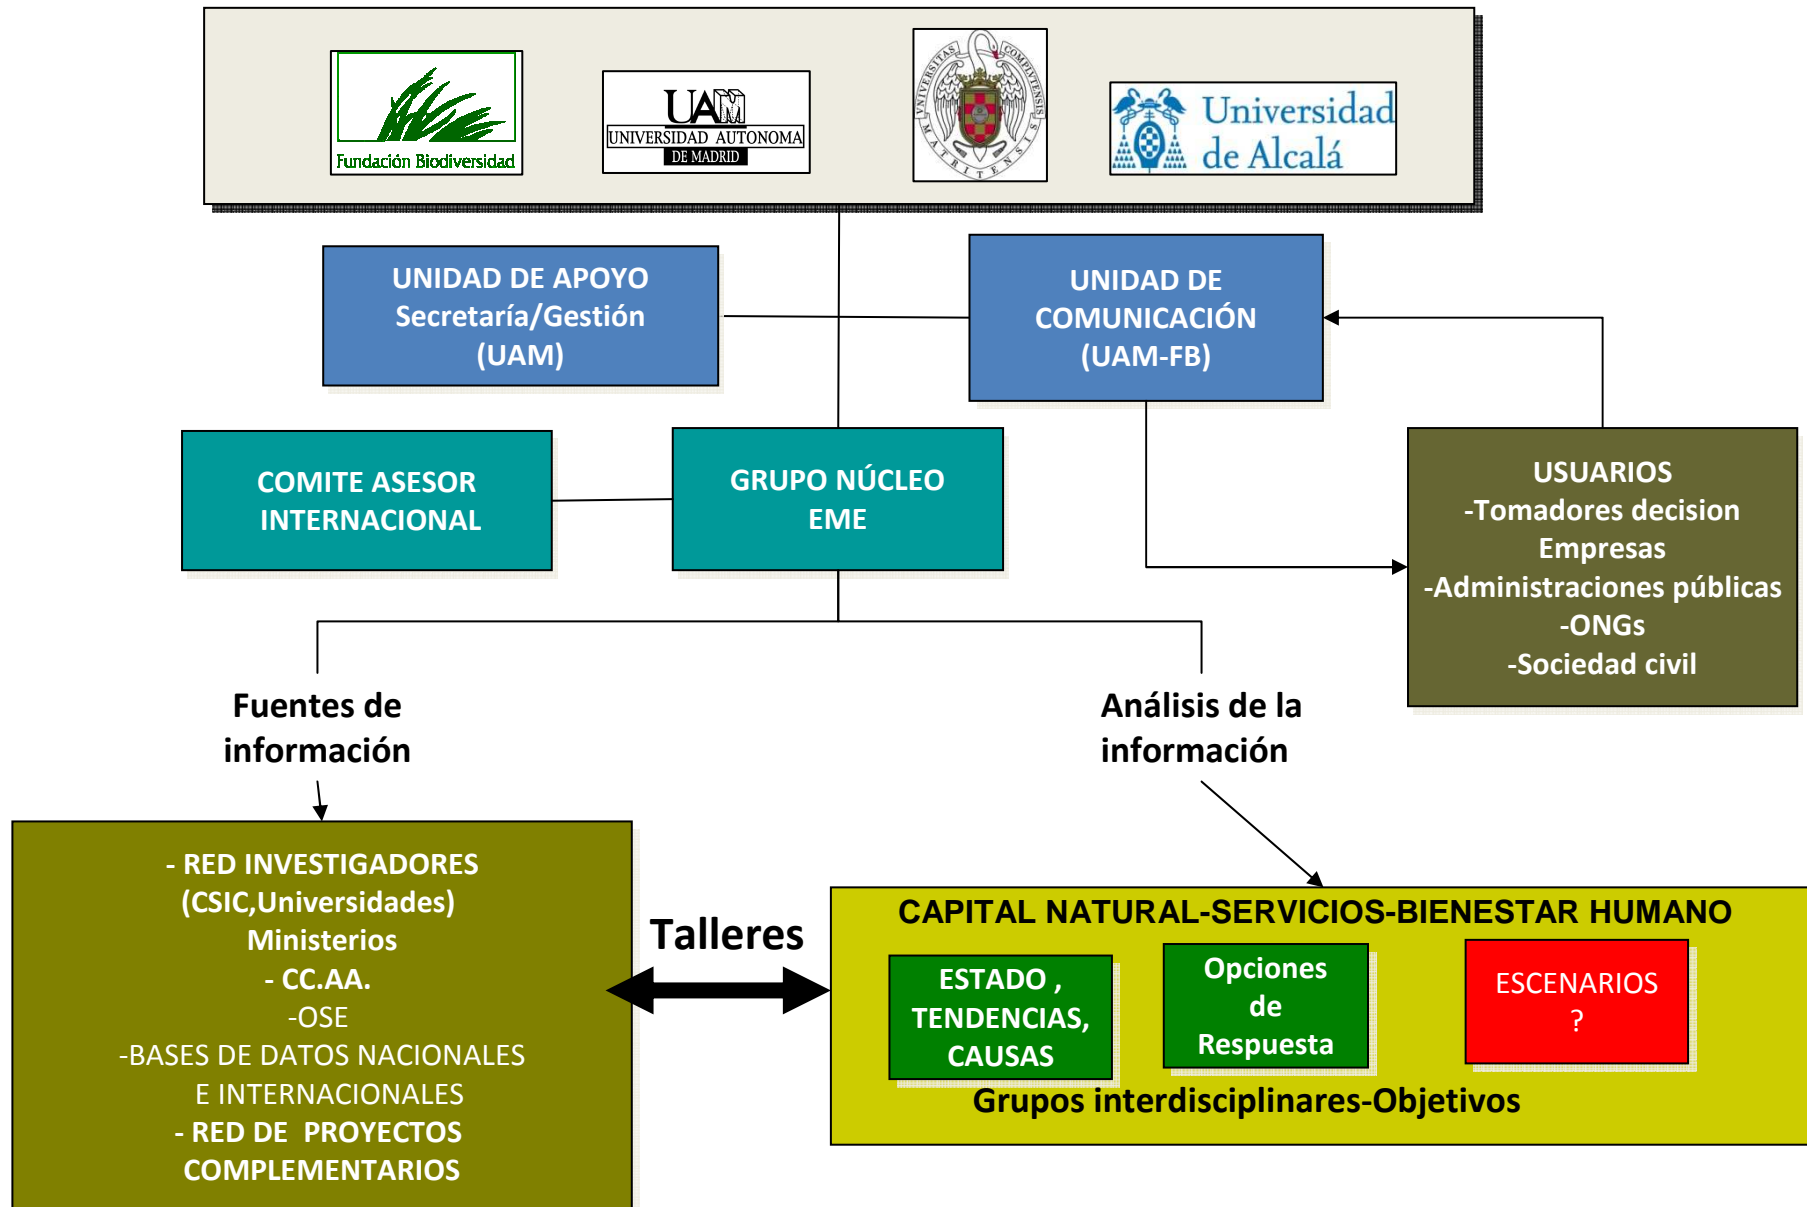 Fundación Biodiversidad
UAM
UNIVERSIDAD AUTONOMA
DE MADRID
UNIVERSITAS COMPLUTENSIS
MATRITENSIS
Universidad
de Alcalá
UNIDAD DE APOYO
Secretaría/Gestión
(UAM)
UNIDAD DE
COMUNICACIÓN
(UAM-FB)
COMITE ASESOR
INTERNACIONAL
GRUPO NÚCLEO
EME
USUARIOS
-Tomadores decision
Empresas
-Administraciones públicas
-ONGs
-Sociedad civil
Fuentes de
información
Análisis de la
información
- RED INVESTIGADORES
(CSIC,Universidades)
Ministerios
- CC.AA.
-OSE
-BASES DE DATOS NACIONALES
E INTERNACIONALES
- RED DE PROYECTOS
COMPLEMENTARIOS
Talleres
CAPITAL NATURAL-SERVICIOS-BIENESTAR HUMANO
ESTADO ,
TENDENCIAS,
CAUSAS
Opciones
de
Respuesta
ESCENARIOS
?
Grupos interdisciplinares-Objetivos